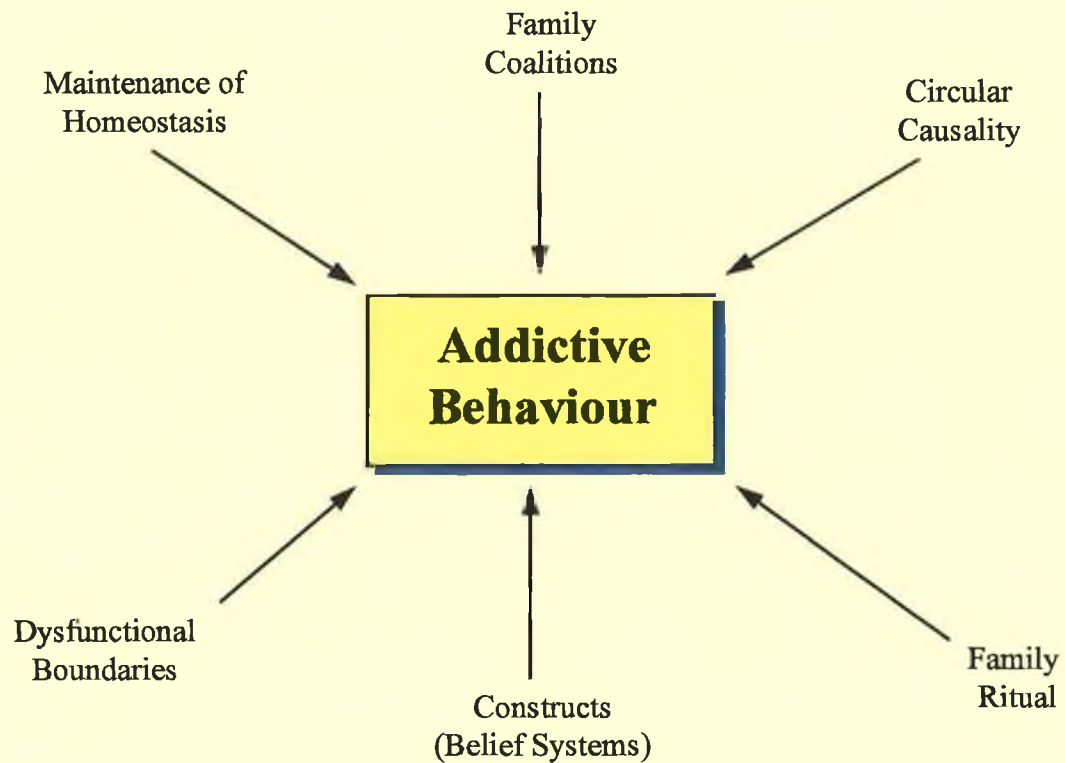 Family
Coalitions
Maintenance of
Homeostasis
Circular
Causality
Addictive
Behaviour
Dysfunctional
Boundaries
Constructs
(Belief Systems)
Family
Ritual